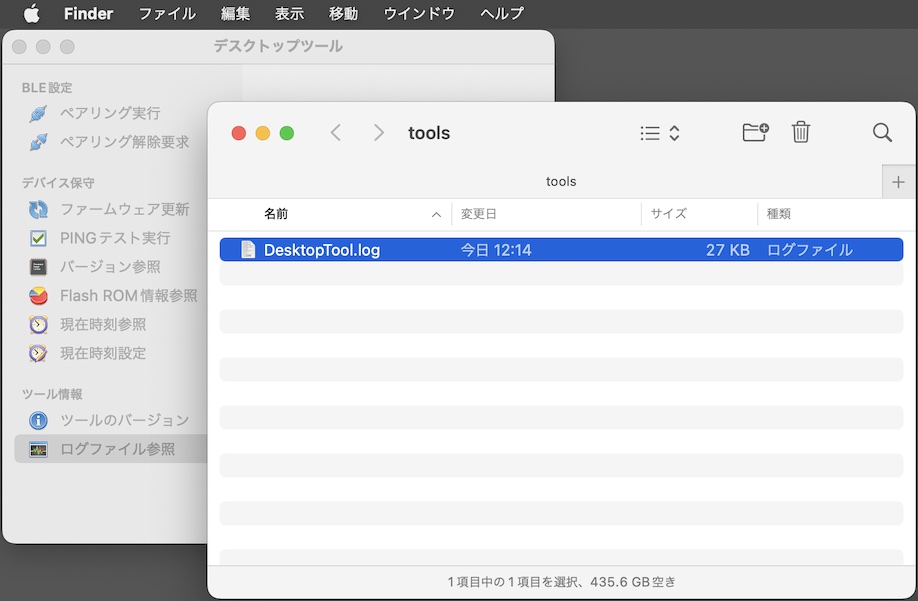 Finder ファイル 編集 表示 移動 ウインドウ ヘルプ
デスクトップツール
BLE設定
ペアリング実行
ペアリング解除要求
デバイス保守
ファームウェア更新
PINGテスト実行
バージョン参照
Flash ROM情報参照
現在時刻参照
現在時刻設定
ツール情報
ツールのバージョン
ログファイル参照
tools
tools
名前 変更日 サイズ 種類
DesktopTool.log 今日 12:14 27 KB ログファイル
1項目中の1項目を選択、435.6 GB空き